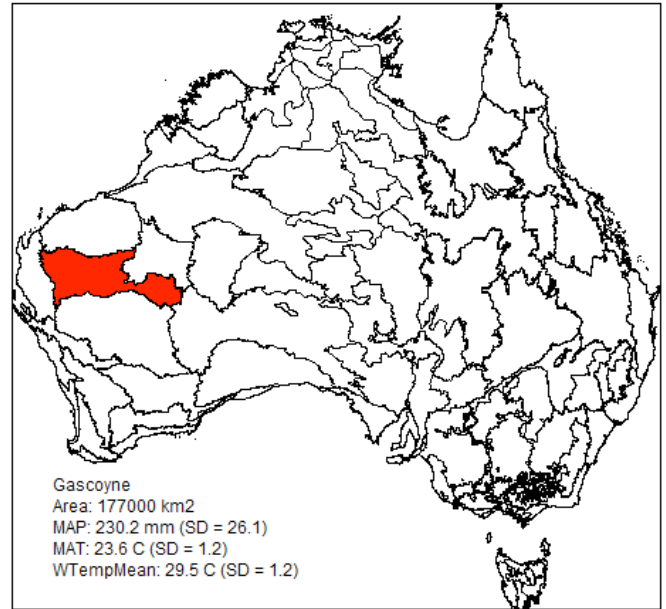 Gascoyne
Area: 177000 km2
MAP: 230.2 mm (SD = 26.1)
MAT: 23.6 C (SD = 1.2)
WTempMean: 29.5 C (SD = 1.2)